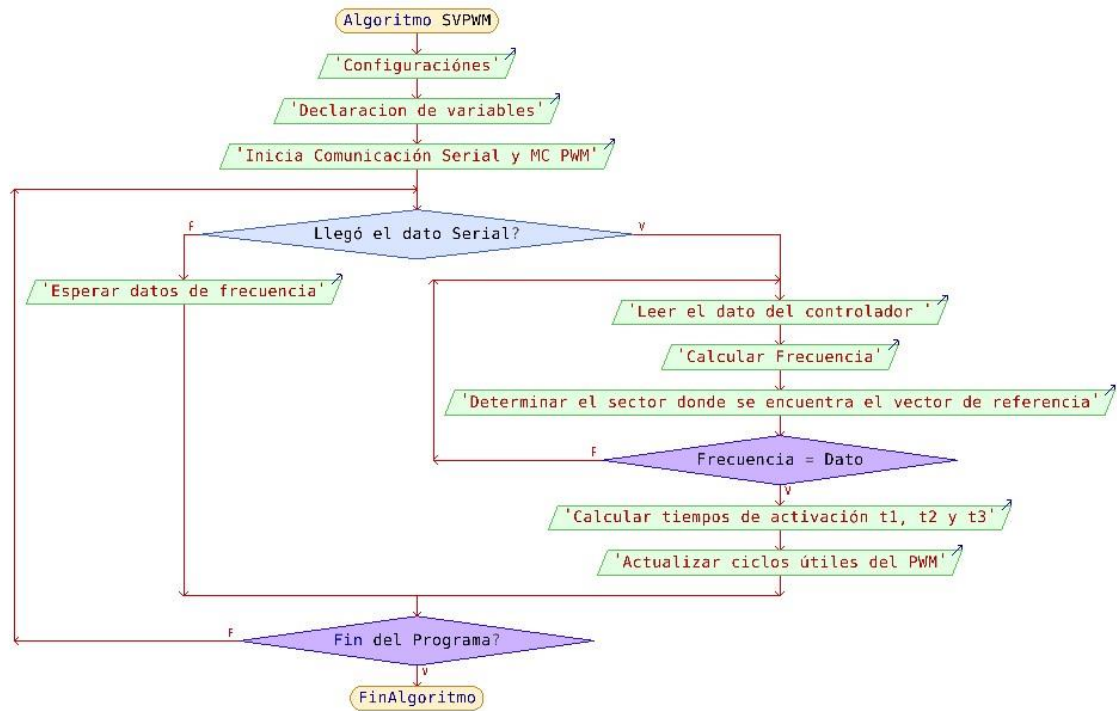 Algoritmo SVPWM
'Configuraciónes'
'Declaracion de variables'
'Inicia Comunicación Serial y MC PWM'
F
Llegó el dato Serial?
V
'Esperar datos de frecuencia'
'Leer el dato del controlador '
'Calcular Frecuencia'
'Determinar el sector donde se encuentra el vector de referencia'
F
Frecuencia = Dato
V
'Calcular tiempos de activación t1, t2 y t3'
'Actualizar ciclos útiles del PWM'
F
Fin del Programa?
V
FinAlgoritmo